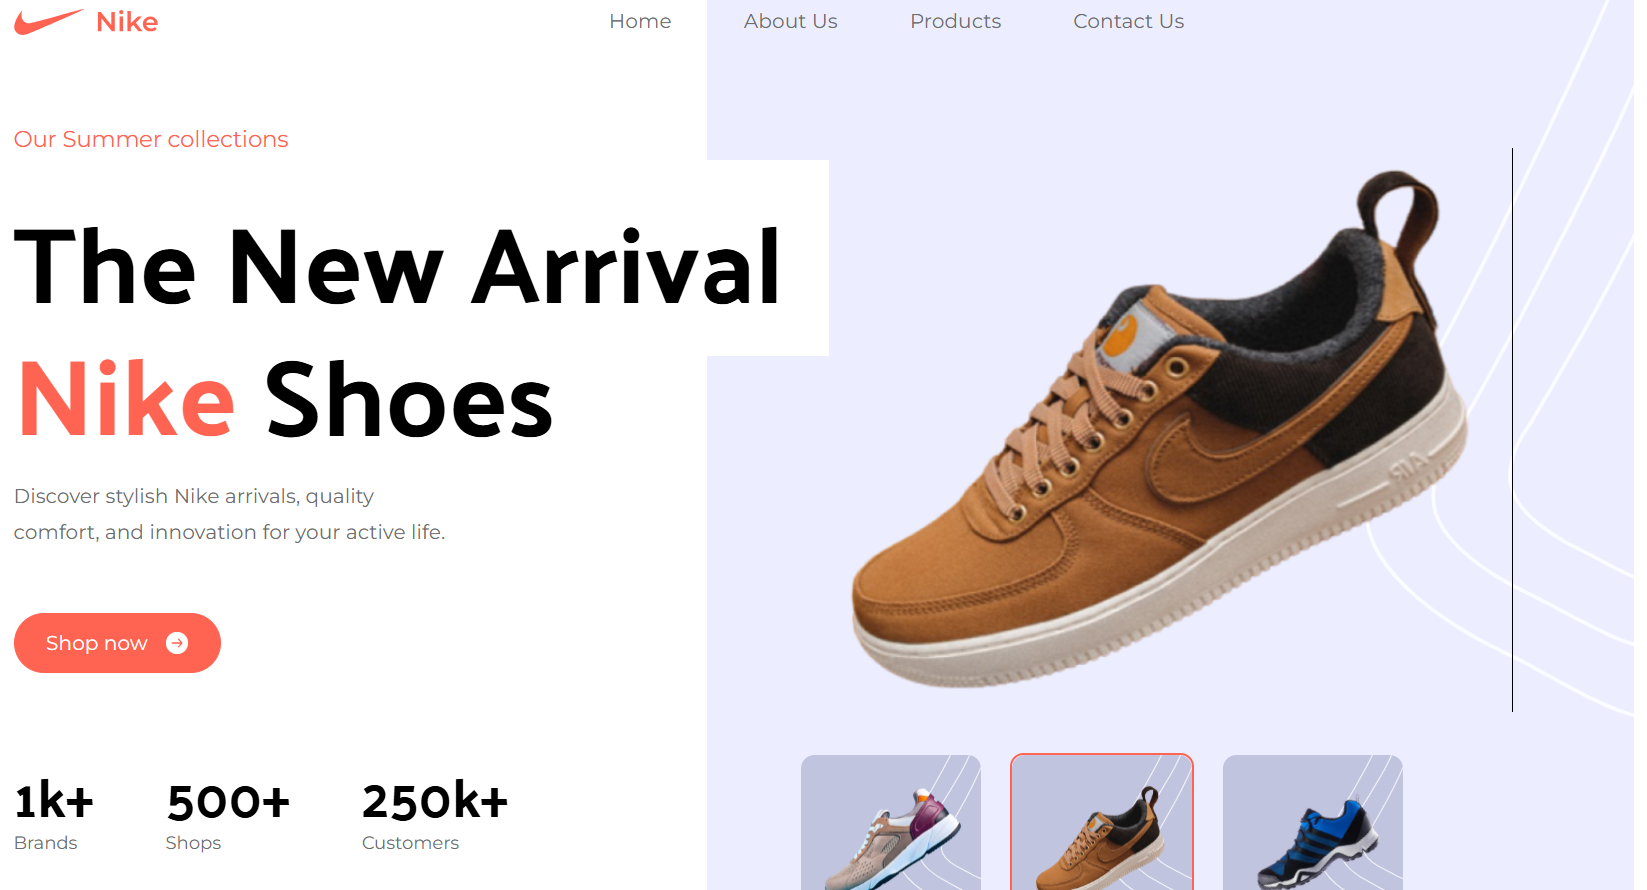 Nike
Home About Us Products Contact Us
Our Summer collections
The New Arrival
Nike Shoes
Discover stylish Nike arrivals, quality
comfort, and innovation for your active life.
Shop now
1k+ 500+ 250k+
Brands Shops Customers
AIR